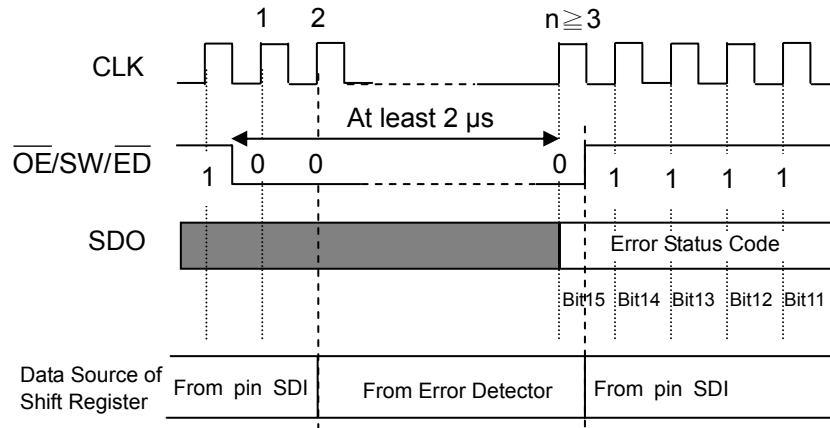 1 2 n≧3
CLK
At least 2 µs
OE/SW/ED
1 0 0 0 1 1 1 1
SDO
Error Status Code
Bit15 Bit14 Bit13 Bit12 Bit11
Data Source of
Shift Register
From pin SDI From Error Detector From pin SDI